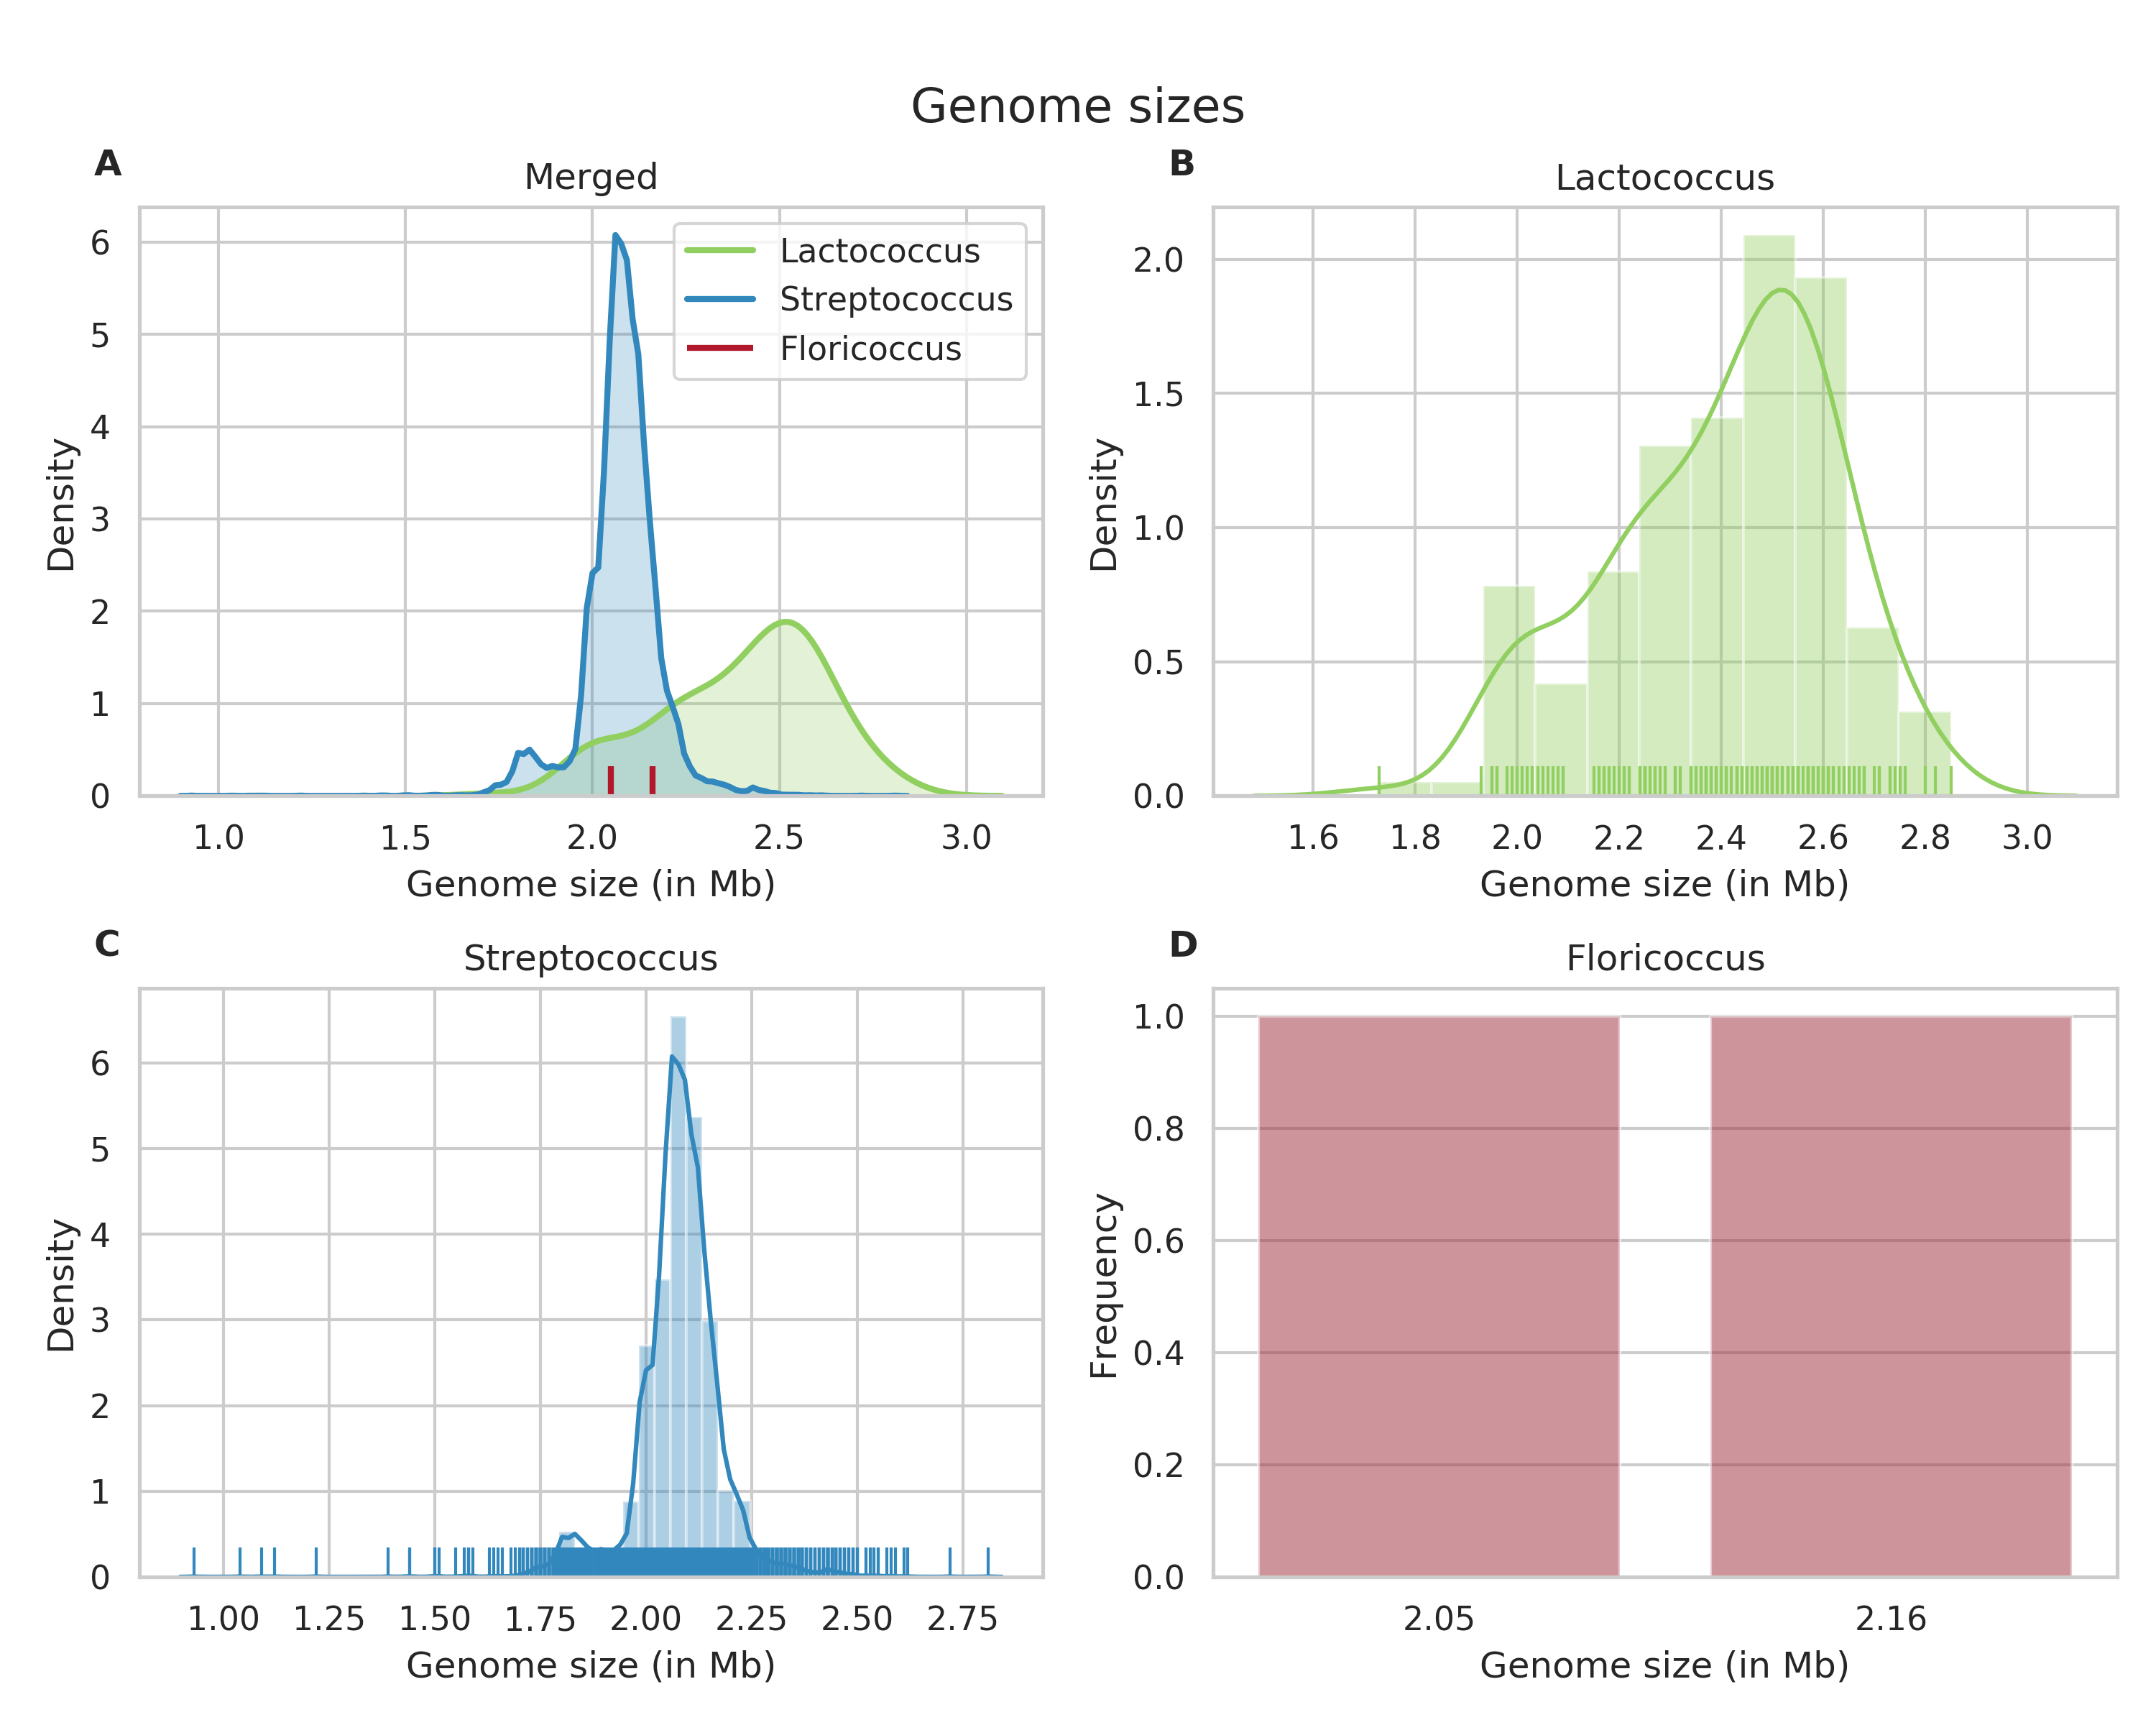 Genome sizes
A
Merged
6
5
4
3
2
1
0
Density
Lactococcus
Streptococcus
Floricoccus
1.0 1.5 2.0 2.5 3.0
Genome size (in Mb)
B
Lactococcus
2.0
1.5
1.0
0.5
0.0
Density
1.6 1.8 2.0 2.2 2.4 2.6 2.8 3.0
Genome size (in Mb)
C
Streptococcus
6
5
4
3
2
1
0
Density
1.00 1.25 1.50 1.75 2.00 2.25 2.50 2.75
Genome size (in Mb)
D
Floricoccus
1.0
0.8
0.6
0.4
0.2
0.0
Frequency
2.05 2.16
Genome size (in Mb)